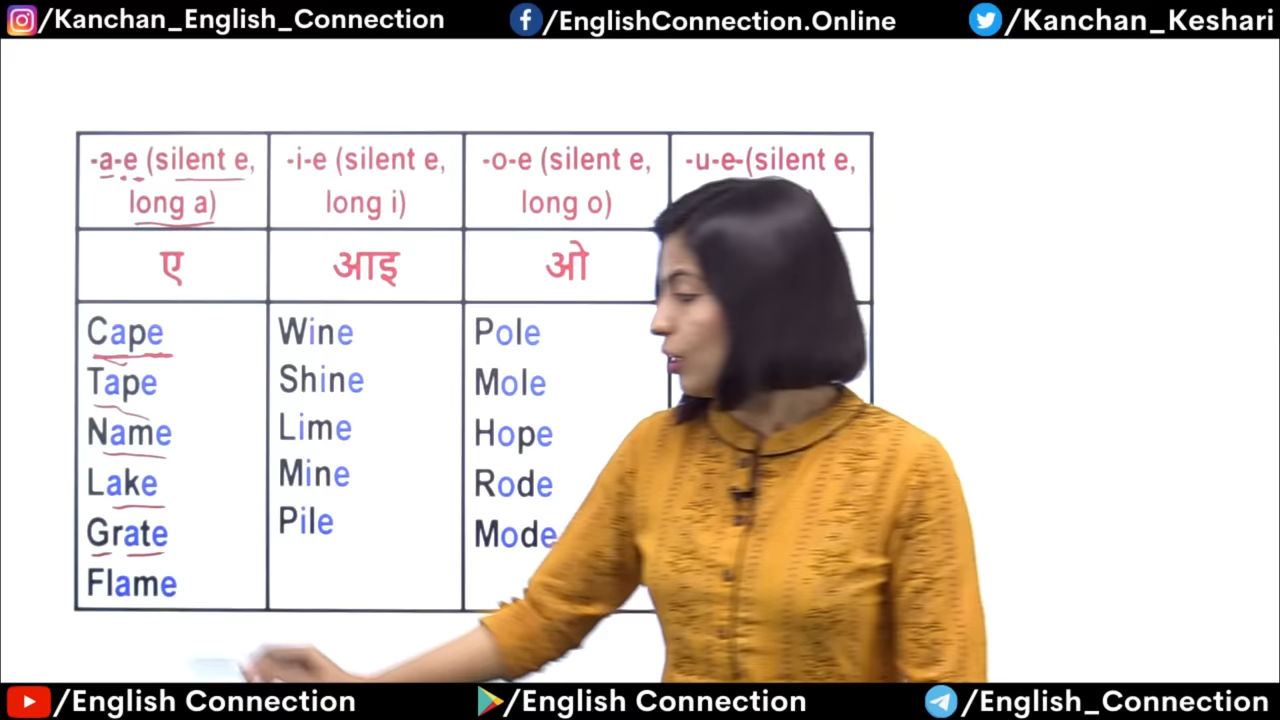 /Kanchan_English_Connection /EnglishConnection.Online /Kanchan_Keshari
-a-e (silent e, long a)
-i-e (silent e, long i)
-o-e (silent e, long o)
-u-e-(silent e,
ए आइ ओ
Cape
Tape
Name
Lake
Grate
Flame
Wine
Shine
Lime
Mine
Pile
Pole
Mole
Hope
Rode
Mode
/English Connection /English Connection /English_Connection